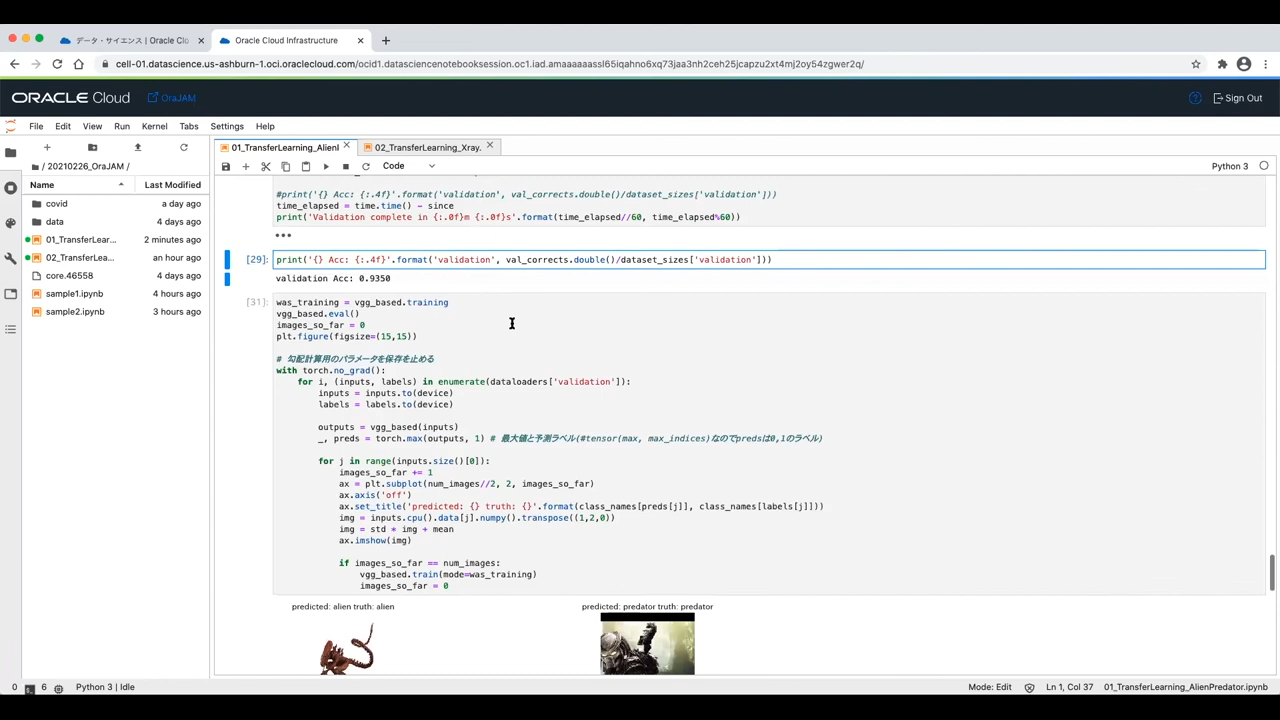 データ・サイエンス | Oracle Clo
Oracle Cloud Infrastructure
cell-01.datascience.us-ashburn-1.oci.oraclecloud.com/ocid1.datasciencenotebooksession.oc1.iad.amaaaaaassl65iqahno6xq73jaa3nh2ceh25jcapzu2xt4mj2oy54zgwer2q/
ORACLE Cloud
OraJAM
Sign Out
File Edit View Run Kernel Tabs Settings Help
01_TransferLearning_AlienI
02_TransferLearning_Xray.
/ 20210226_OraJAM /
Code
Python 3
Name Last Modified
covid a day ago
data 4 days ago
01_TransferLear... 2 minutes ago
02_TransferLea... an hour ago
core.46558 4 days ago
sample1.ipynb 4 hours ago
sample2.ipynb 3 hours ago
#print('{} Acc: {:.4f}'.format('validation', val_corrects.double()/dataset_sizes['validation']))
time_elapsed = time.time() - since
print('Validation complete in {:.0f}m {:.0f}s'.format(time_elapsed//60, time_elapsed%60))
•••
[29]: print('{} Acc: {:.4f}'.format('validation', val_corrects.double()/dataset_sizes['validation']))
validation Acc: 0.9350
[31]: was_training = vgg_based.training
vgg_based.eval()
images_so_far = 0
plt.figure(figsize=(15,15))
# 勾配計算用のパラメータを保存を止める
with torch.no_grad():
for i, (inputs, labels) in enumerate(dataloaders['validation']):
inputs = inputs.to(device)
labels = labels.to(device)
outputs = vgg_based(inputs)
_, preds = torch.max(outputs, 1) # 最大値と予測ラベル(#tensor(max, max_indices)なのでpredsは0,1のラベル)
for j in range(inputs.size()[0]):
images_so_far += 1
ax = plt.subplot(num_images//2, 2, images_so_far)
ax.axis('off')
ax.set_title('predicted: {} truth: {}'.format(class_names[preds[j]], class_names[labels[j]]))
img = inputs.cpu().data[j].numpy().transpose((1,2,0))
img = std * img + mean
ax.imshow(img)
if images_so_far == num_images:
vgg_based.train(mode=was_training)
images_so_far = 0
predicted: alien truth: alien
predicted: predator truth: predator
0 6 Python 3 | Idle
Mode: Edit Ln 1, Col 37 01_TransferLearning_AlienPredator.ipynb